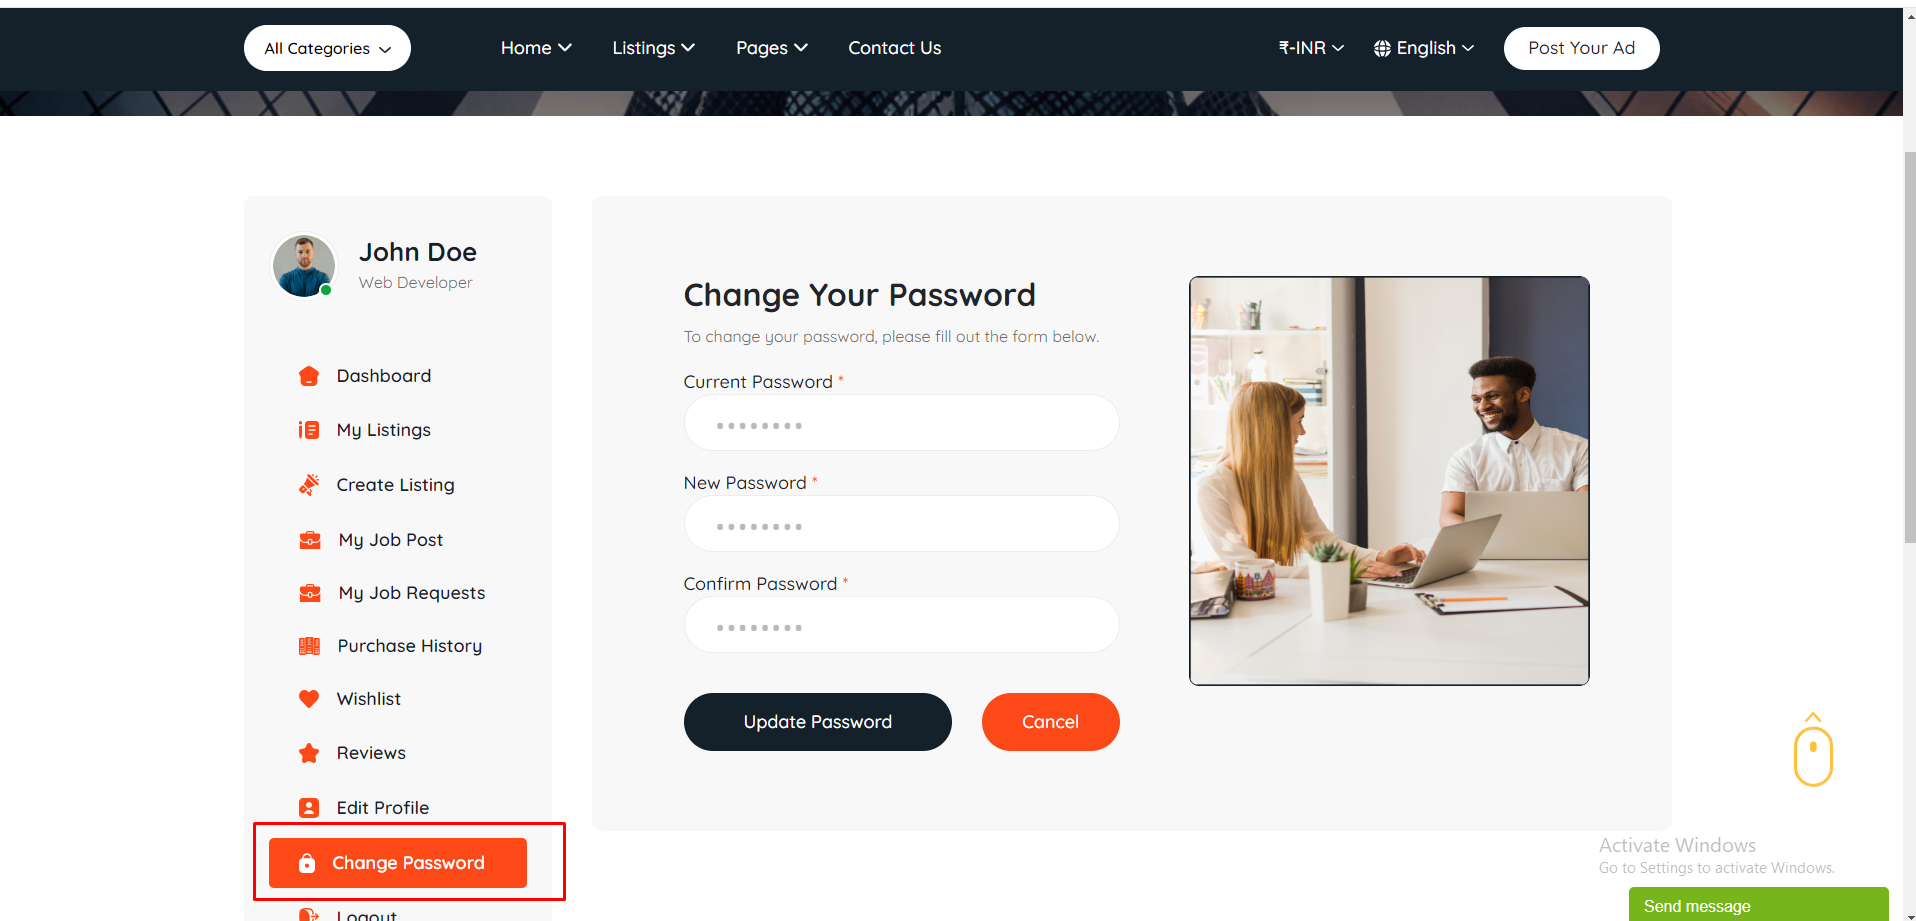 All Categories
Home
Listings
Pages
Contact Us
₹-INR
English
Post Your Ad
John Doe
Web Developer
Dashboard
My Listings
Create Listing
My Job Post
My Job Requests
Purchase History
Wishlist
Reviews
Edit Profile
Change Password
Logout
Change Your Password
To change your password, please fill out the form below.
Current Password *
New Password *
Confirm Password *
Update Password
Cancel
Activate Windows
Go to Settings to activate Windows.
Send message